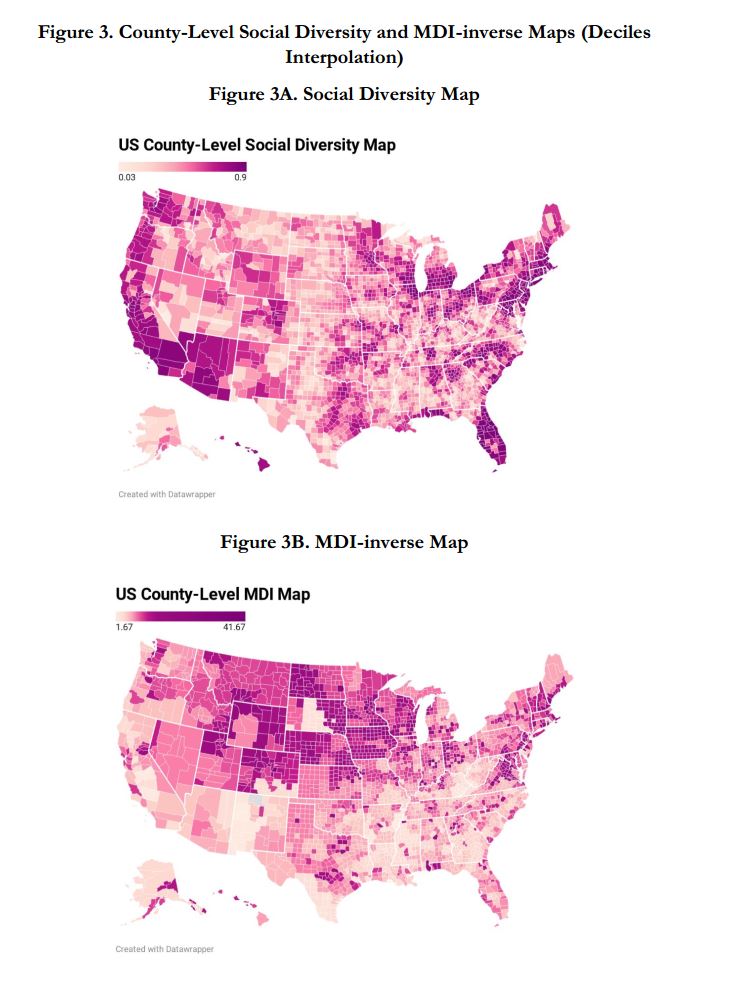 Figure 3. County-Level Social Diversity and MDI-inverse Maps (Deciles
Interpolation)
Figure 3A. Social Diversity Map
US County-Level Social Diversity Map
0.03 0.9
Created with Datawrapper
Figure 3B. MDI-inverse Map
US County-Level MDI Map
1.67 41.67
Created with Datawrapper